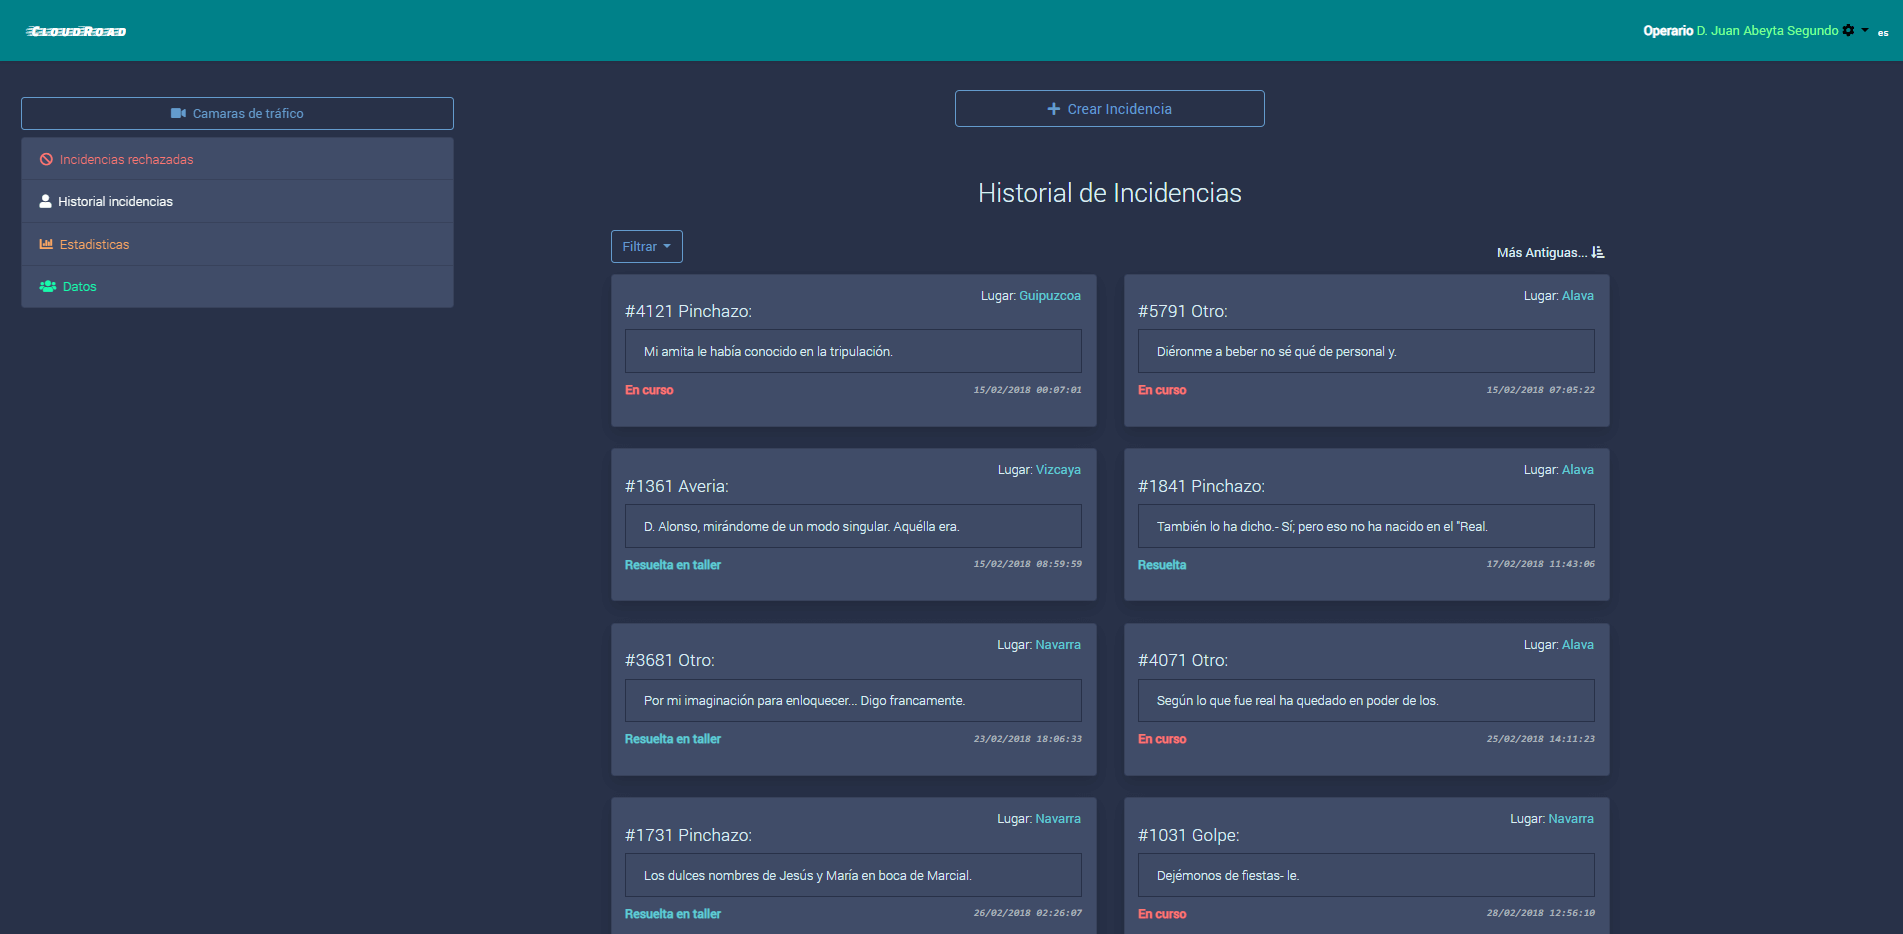 CloudRoad
Operario D. Juan Abeyta Segundo es
Camaras de tráfico
Incidencias rechazadas
Historial incidencias
Estadisticas
Datos
Crear Incidencia
Historial de Incidencias
Filtrar
Más Antiguas...
Lugar: Guipuzcoa
#4121 Pinchazo:
Mi amita le había conocido en la tripulación.
En curso 15/02/2018 00:07:01
Lugar: Alava
#5791 Otro:
Diéronme a beber no sé qué de personal y.
En curso 15/02/2018 07:05:22
Lugar: Vizcaya
#1361 Averia:
D. Alonso, mirándome de un modo singular. Aquélla era.
Resuelta en taller 15/02/2018 08:59:59
Lugar: Alava
#1841 Pinchazo:
También lo ha dicho.- Sí; pero eso no ha nacido en el "Real.
Resuelta 17/02/2018 11:43:06
Lugar: Navarra
#3681 Otro:
Por mi imaginación para enloquecer... Digo francamente.
Resuelta en taller 23/02/2018 18:06:33
Lugar: Alava
#4071 Otro:
Según lo que fue real ha quedado en poder de los.
En curso 25/02/2018 14:11:23
Lugar: Navarra
#1731 Pinchazo:
Los dulces nombres de Jesús y María en boca de Marcial.
Resuelta en taller 26/02/2018 02:26:07
Lugar: Navarra
#1031 Golpe:
Dejémonos de fiestas- le.
En curso 28/02/2018 12:56:10